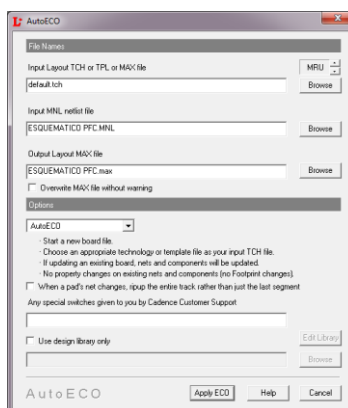 AutoECO
File Names
Input Layout TCH or TPL or MAX file
MRU
default.tch
Browse
Input MNL netlist file
ESQUEMATICO PFC.MNL
Browse
Output Layout MAX file
ESQUEMATICO PFC.max
Browse
Overwrite MAX file without warning
Options
AutoECO
· Start a new board file.
· Choose an appropriate technology or template file as your input TCH file.
· If updating an existing board, nets and components will be updated.
· No property changes on existing nets and components (no Footprint changes).
When a pad's net changes, ripup the entire track rather than just the last segment
Any special switches given to you by Cadence Customer Support
Edit Library
Use design library only
Browse
AutoECO
Apply ECO
Help
Cancel